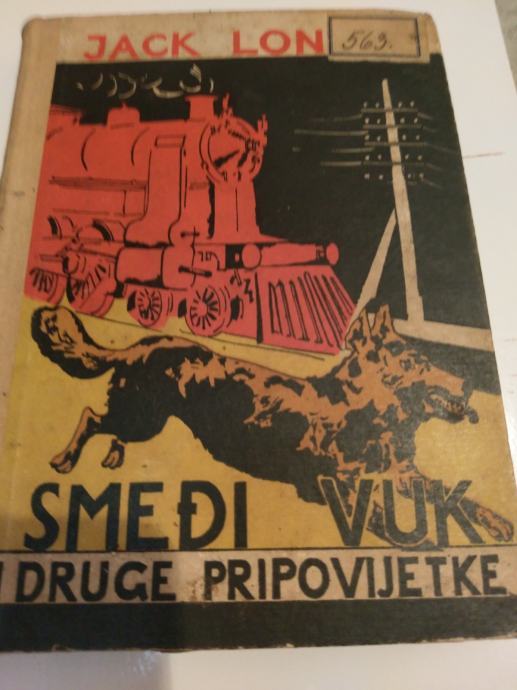 JACK LON
563.
SMEĐI VUK
I DRUGE PRIPOVIJETKE